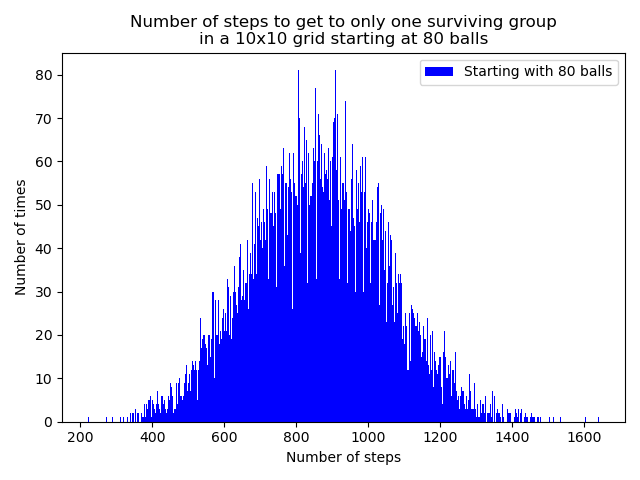 Number of steps to get to only one surviving group
in a 10x10 grid starting at 80 balls
Starting with 80 balls
Number of times
80
70
60
50
40
30
20
10
0
200 400 600 800 1000 1200 1400 1600
Number of steps